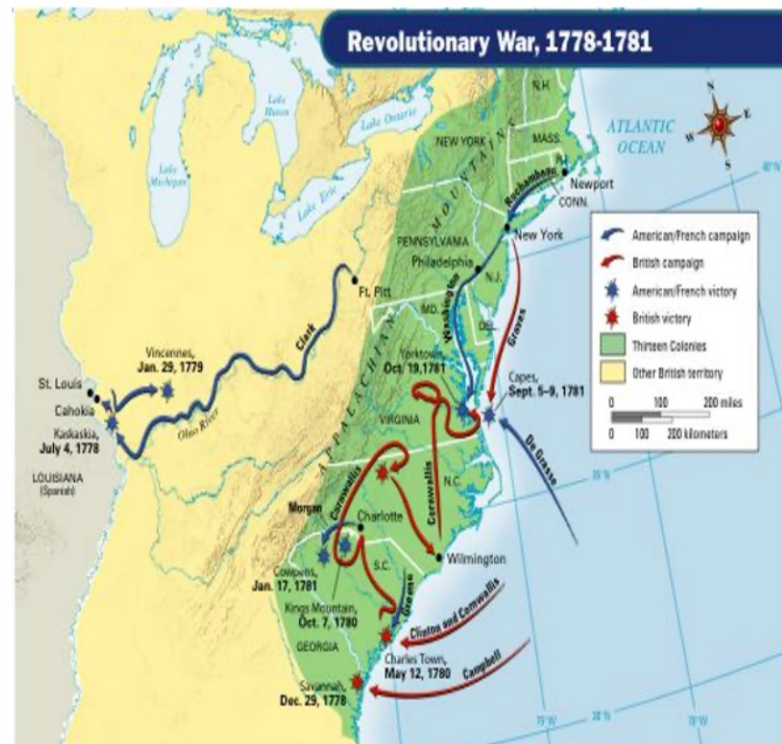 Revolutionary War, 1778-1781
N.H.
Lake
Huron
Lake Ontario
NEW YORK
MASS.
ATLANTIC
OCEAN
N
E
W
S
40°N
Lake
Michigan
Lake Erie
Rochambeau
Newport
CONN.
New York
MOUNTAINS
PENNSYLVANIA
Philadelphia
N.J.
Ft. Pitt
MD.
DEL.
Washington
Graves
American/French campaign
British campaign
American/French victory
British victory
Thirteen Colonies
Other British territory
0 100 200 miles
0 100 200 kilometers
Clark
Vincennes,
Jan. 29, 1779
St. Louis
Cahokia
Kaskaskia,
July 4, 1778
Ohio River
LOUISIANA
(Spanish)
APPALACHIAN
Yorktown,
Oct. 19, 1781
Capes,
Sept. 5–9, 1781
VIRGINIA
De Grasse
Cornwallis
Cornwallis
N.C.
Morgan
Charlotte
Wilmington
Cowpens,
Jan. 17, 1781
S.C.
Kings Mountain,
Oct. 7, 1780
Greene
Clinton and Cornwallis
GEORGIA
Charles Town,
May 12, 1780
Campbell
Savannah,
Dec. 29, 1778
75°W
30°N
70°W